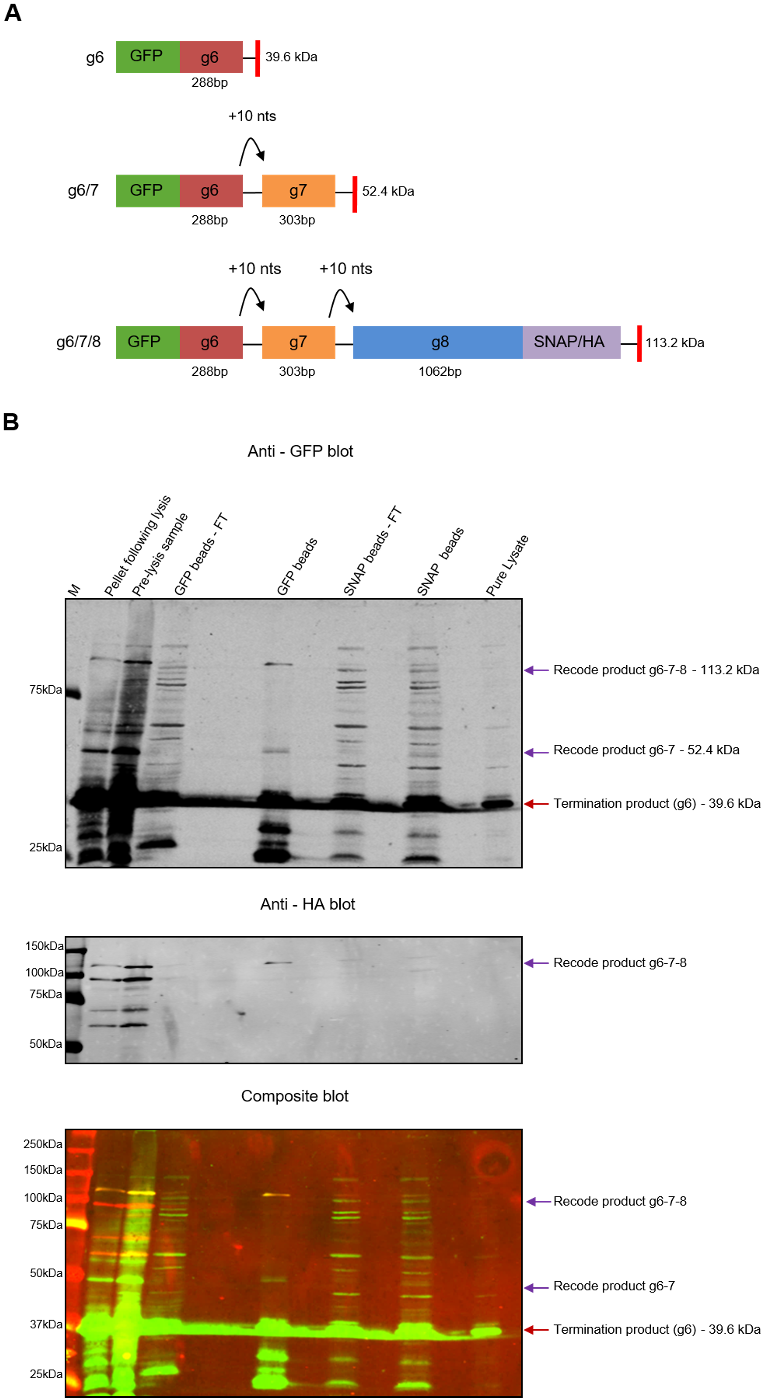 A
g6 GFP g6 39.6 kDa
288bp
+10 nts
g6/7 GFP g6 g7 52.4 kDa
288bp 303bp
+10 nts +10 nts
g6/7/8 GFP g6 g7 g8 SNAP/HA 113.2 kDa
288bp 303bp 1062bp
B
Anti - GFP blot
M
Pellet following lysis
Pre-lysis sample
GFP beads - FT
GFP beads
SNAP beads - FT
SNAP beads
Pure Lysate
Recode product g6-7-8 - 113.2 kDa
75kDa
Recode product g6-7 - 52.4 kDa
Termination product (g6) - 39.6 kDa
25kDa
Anti - HA blot
150kDa
Recode product g6-7-8
100kDa
75kDa
50kDa
Composite blot
250kDa
150kDa
100kDa
Recode product g6-7-8
75kDa
50kDa
Recode product g6-7
37kDa
Termination product (g6) - 39.6 kDa
25kDa